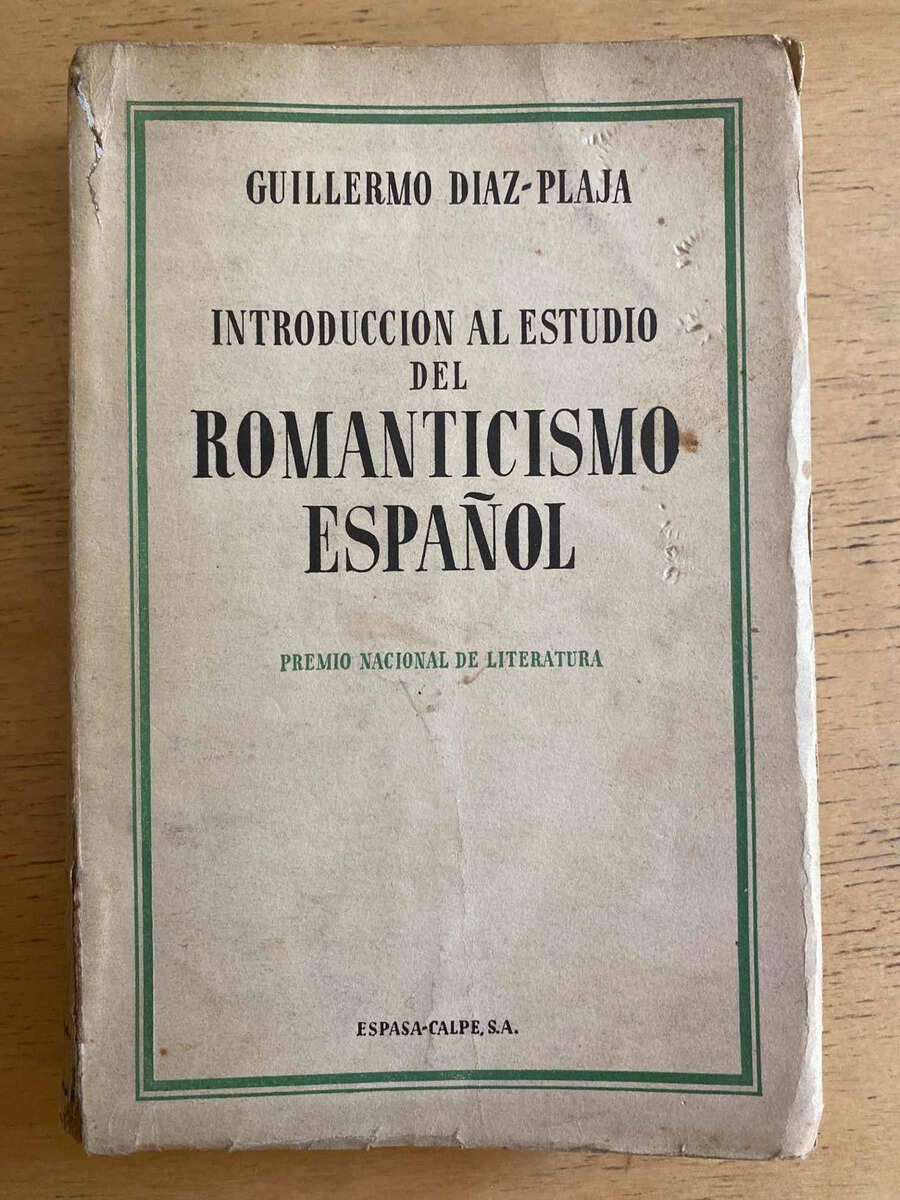 GUILLERMO DIAZ-PLAJA
INTRODUCCION AL ESTUDIO
DEL
ROMANTICISMO
ESPAÑOL
PREMIO NACIONAL DE LITERATURA
ESPASA-CALPE, S.A.